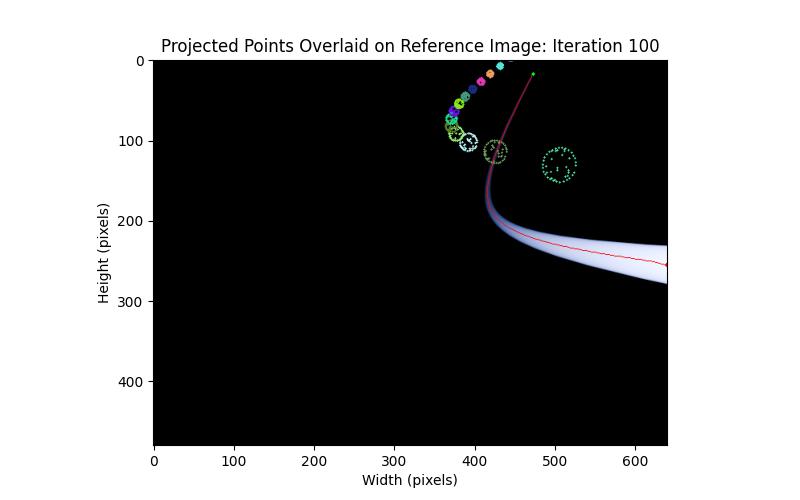 Projected Points Overlaid on Reference Image: Iteration 100
0
100
200
300
400
Height (pixels)
0 100 200 300 400 500 600
Width (pixels)